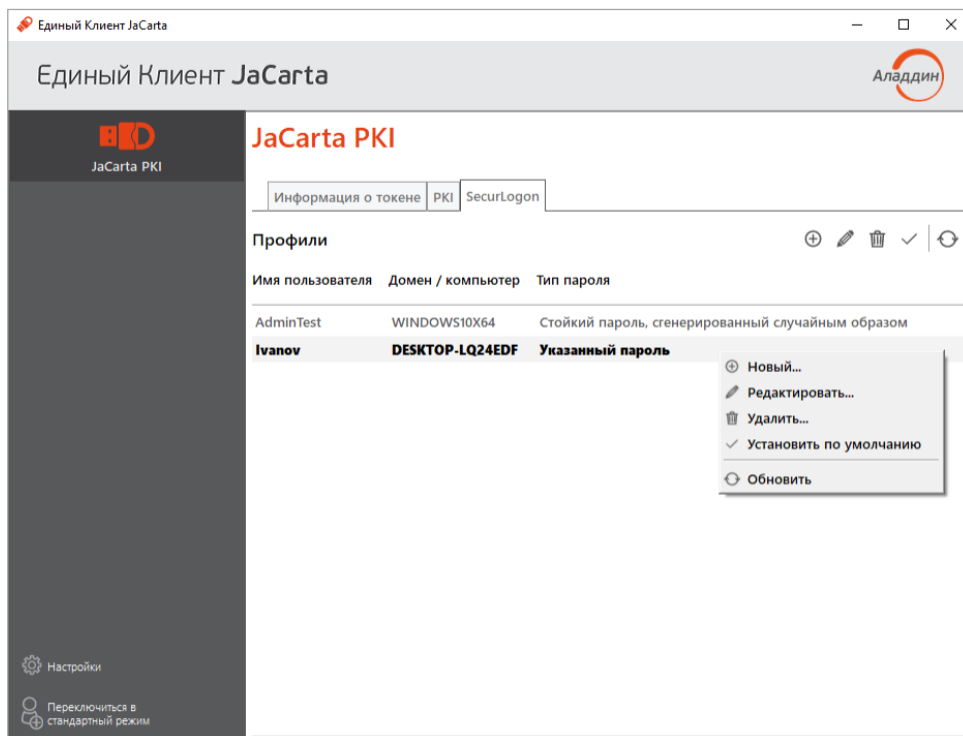 Единый Клиент JaCarta
Единый Клиент JaCarta
Аладдин
JaCarta PKI
JaCarta PKI
Информация о токене PKI SecurLogon
Профили
Имя пользователя Домен / компьютер Тип пароля
AdminTest WINDOWS10X64 Стойкий пароль, сгенерированный случайным образом
Ivanov DESKTOP-LQ24EDF Указанный пароль
Новый...
Редактировать...
Удалить...
Установить по умолчанию
Обновить
Настройки
Переключиться в
стандартный режим